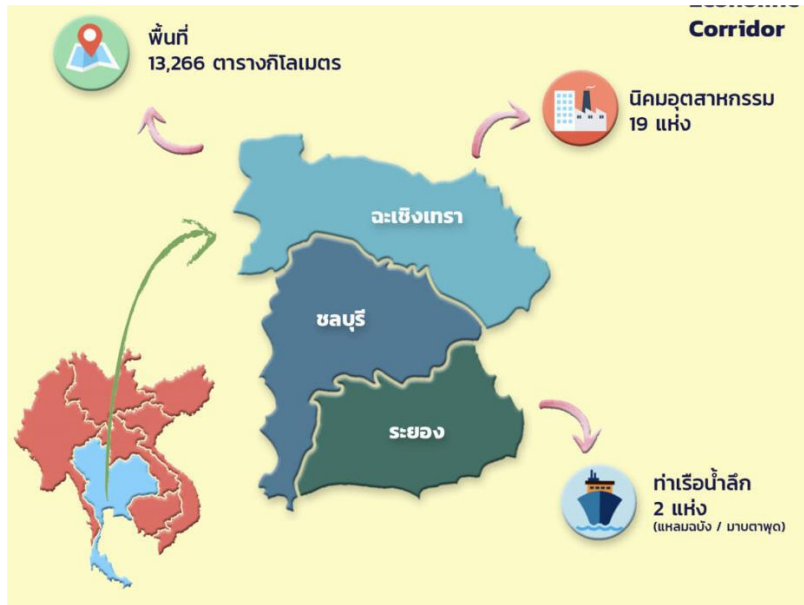 Corridor
พื้นที่
13,266 ตารางกิโลเมตร
นิคมอุตสาหกรรม
19 แห่ง
ฉะเชิงเทรา
ชลบุรี
ระยอง
ท่าเรือน้ำลึก
2 แห่ง
(แหลมฉบัง / มาบตาพุด)